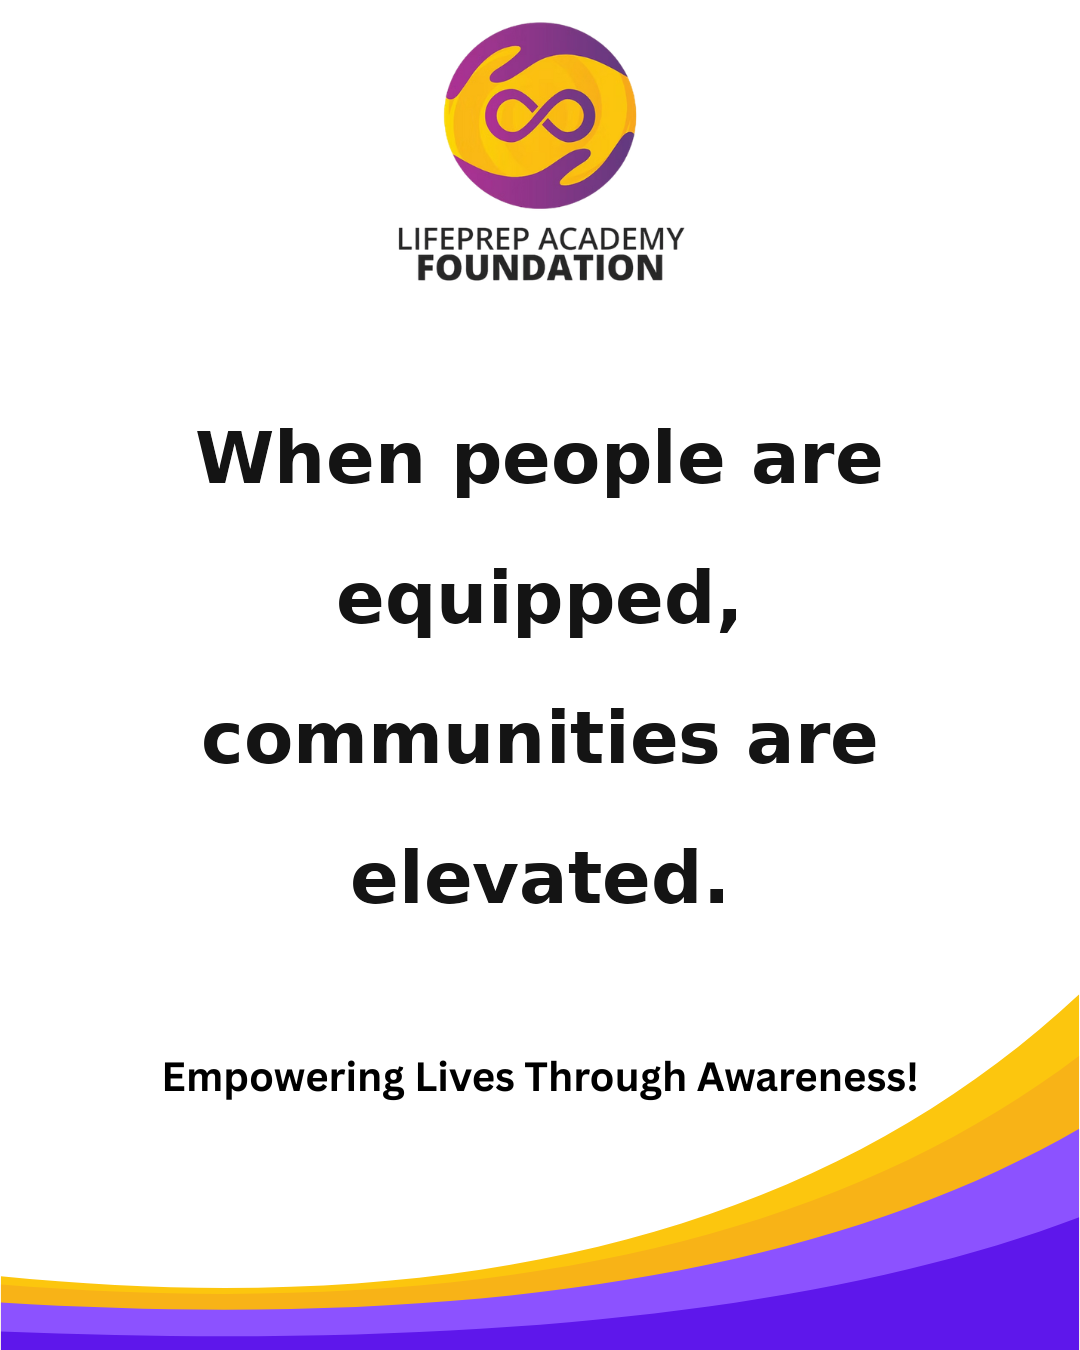 LIFEPREP ACADEMY
FOUNDATION
When people are
equipped,
communities are
elevated.
Empowering Lives Through Awareness!